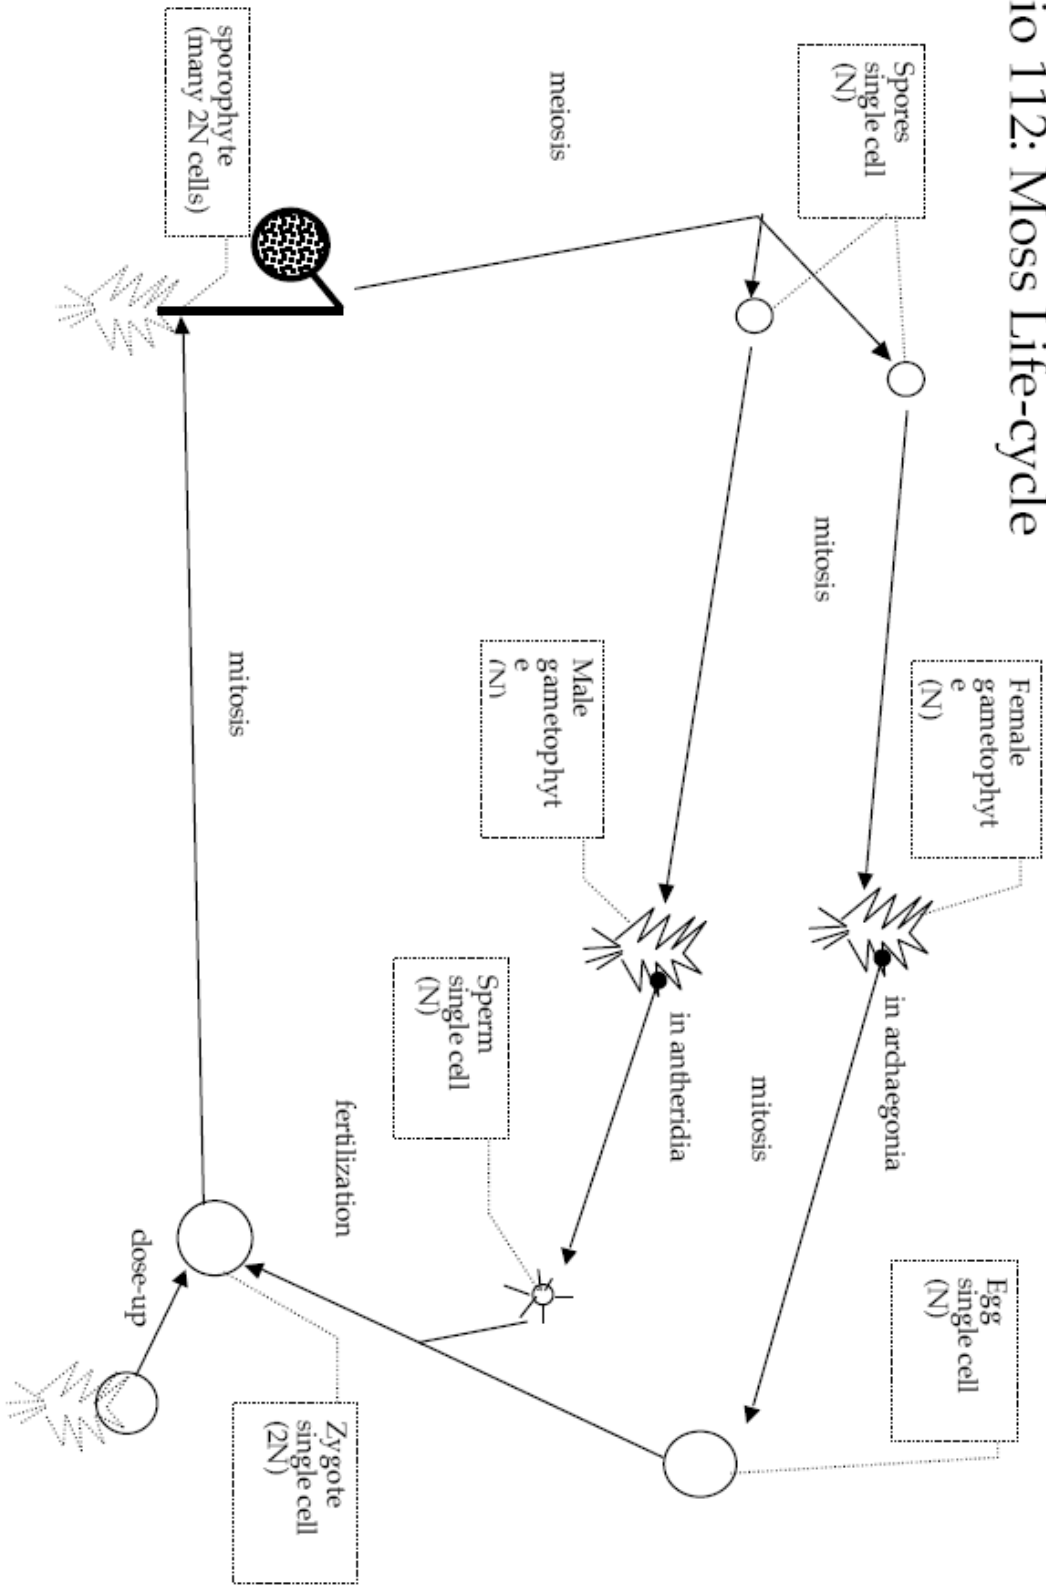 io 112: Moss Life-cycle
Spores
single cell
(N)
mitosis
Female
gametophyt
e
(N)
in archaegonia
Egg
single cell
(N)
meiosis
Male
gametophyt
e
(N)
in antheridia
mitosis
Sperm
single cell
(N)
fertilization
sporophyte
(many 2N cells)
mitosis
close-up
Zygote
single cell
(2N)